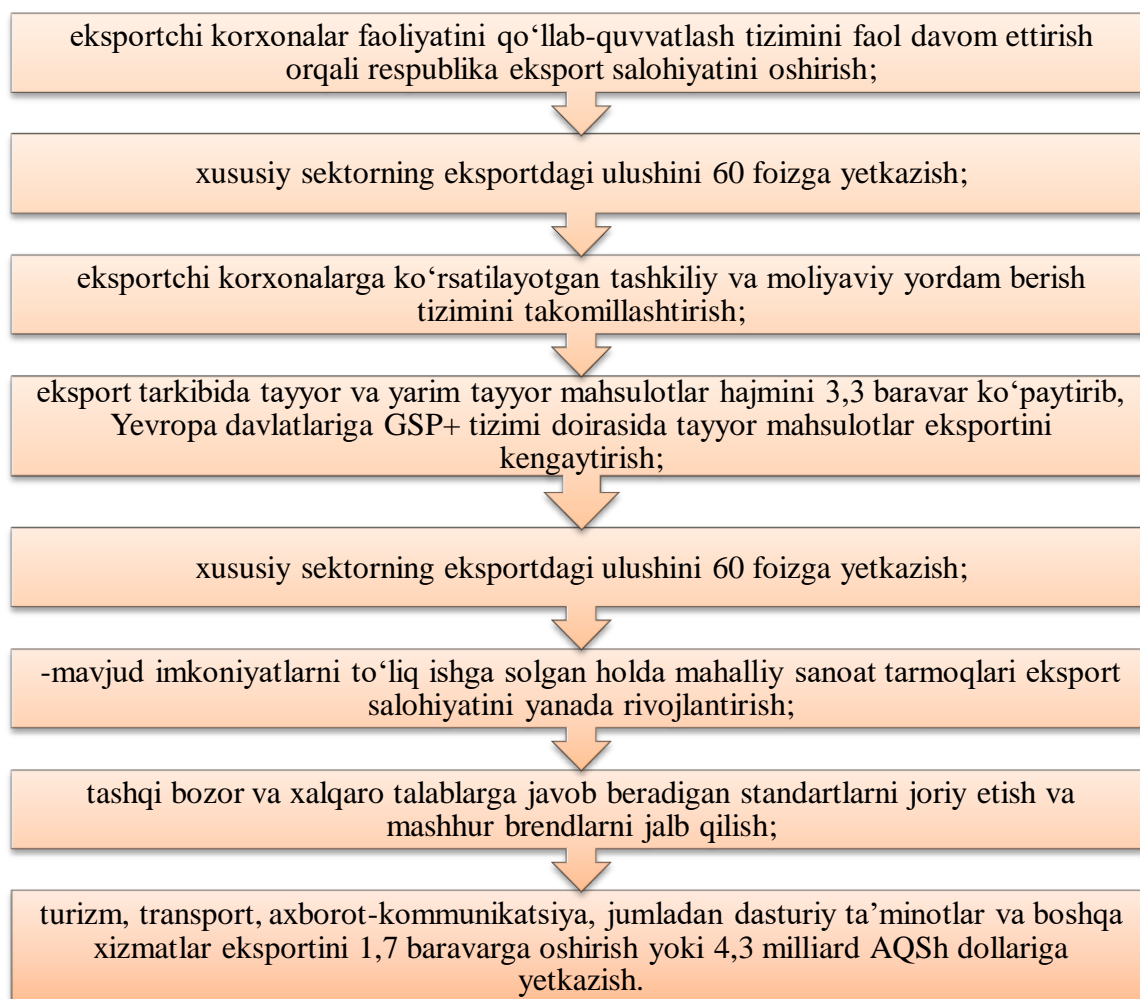 eksportchi korxonalar faoliyatini qo‘llab-quvvatlash tizimini faol davom ettirish
orqali respublika eksport salohiyatini oshirish;
xususiy sektorning eksportdagi ulushini 60 foizga yetkazish;
eksportchi korxonalarga ko‘rsatilayotgan tashkiliy va moliyaviy yordam berish
tizimini takomillashtirish;
eksport tarkibida tayyor va yarim tayyor mahsulotlar hajmini 3,3 baravar ko‘paytirib,
Yevropa davlatlariga GSP+ tizimi doirasida tayyor mahsulotlar eksportini
kengaytirish;
xususiy sektorning eksportdagi ulushini 60 foizga yetkazish;
-mavjud imkoniyatlarni to‘liq ishga solgan holda mahalliy sanoat tarmoqlari eksport
salohiyatini yanada rivojlantirish;
tashqi bozor va xalqaro talablarga javob beradigan standartlarni joriy etish va
mashhur brendlarni jalb qilish;
turizm, transport, axborot-kommunikatsiya, jumladan dasturiy ta’minotlar va boshqa
xizmatlar eksportini 1,7 baravarga oshirish yoki 4,3 milliard AQSh dollariga
yetkazish.